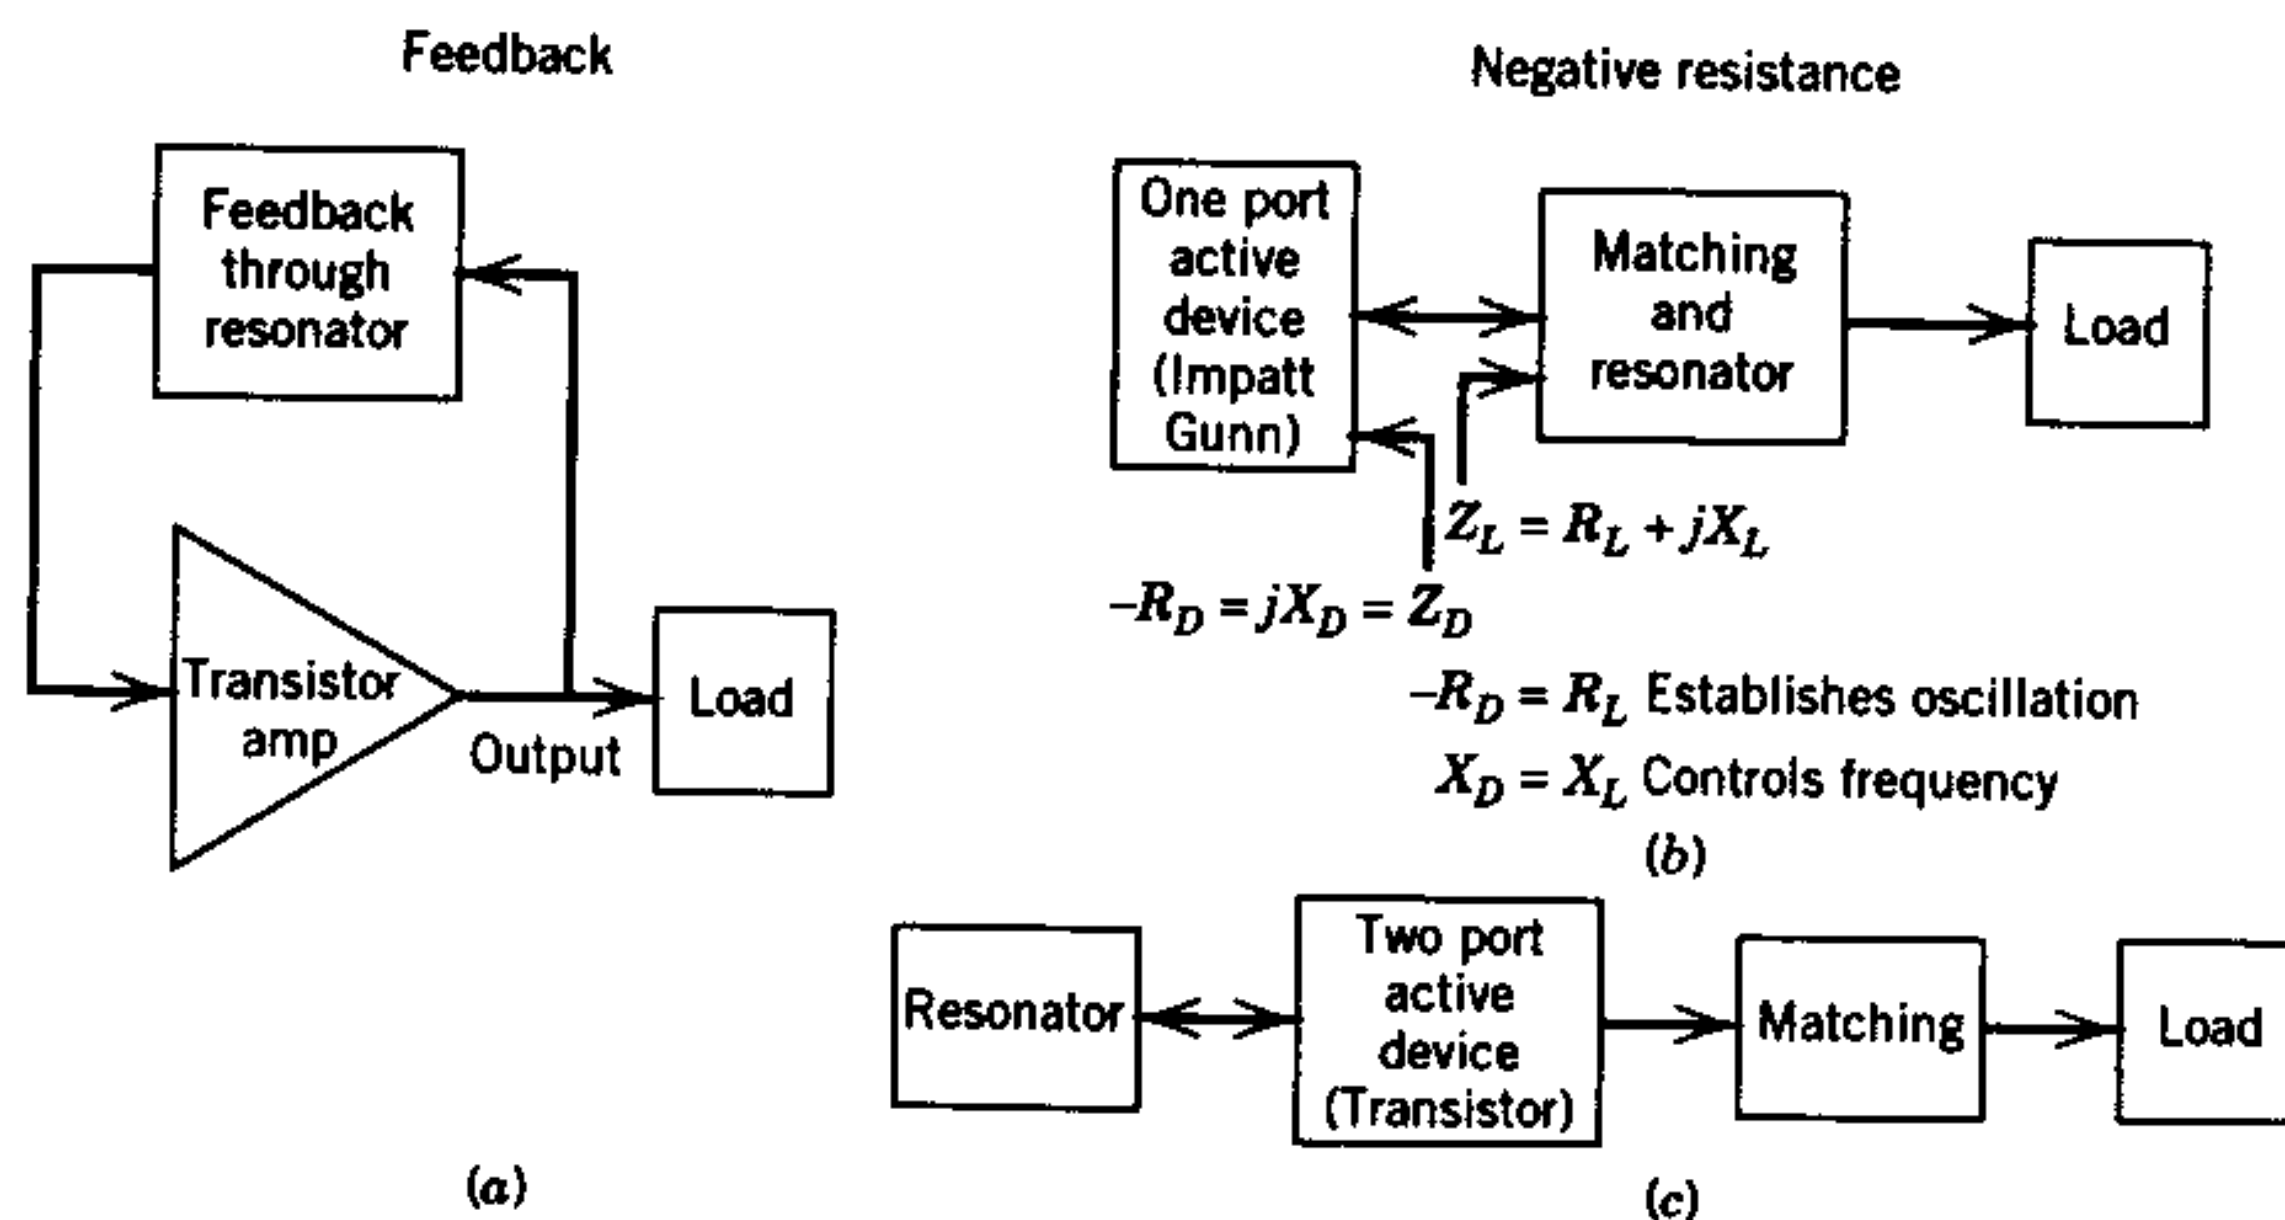 Feedback
Feedback
through
resonator
Transistor
amp
Output
Load
(a)
Negative resistance
One port
active
device
(Impatt
Gunn)
Matching
and
resonator
Load
Z_L = R_L + jX_L
–R_D = jX_D = Z_D
–R_D = R_L Establishes oscillation
X_D = X_L Controls frequency
(b)
Resonator
Two port
active
device
(Transistor)
Matching
Load
(c)